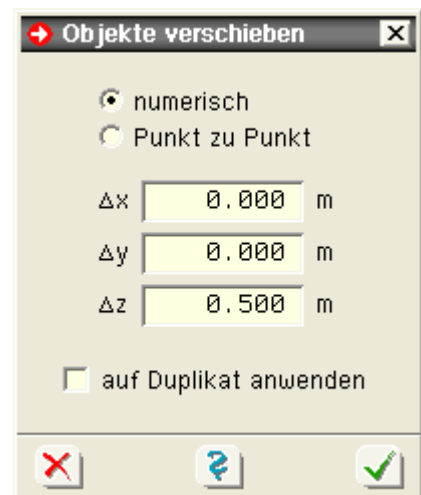 Objekte verschieben
numerisch
Punkt zu Punkt
Δx 0.000 m
Δy 0.000 m
Δz 0.500 m
auf Duplikat anwenden